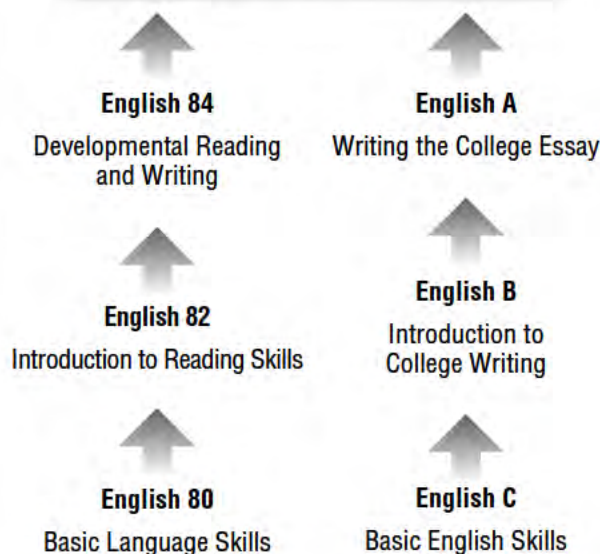 English 84
Developmental Reading
and Writing
English 82
Introduction to Reading Skills
English 80
Basic Language Skills
English A
Writing the College Essay
English B
Introduction to
College Writing
English C
Basic English Skills